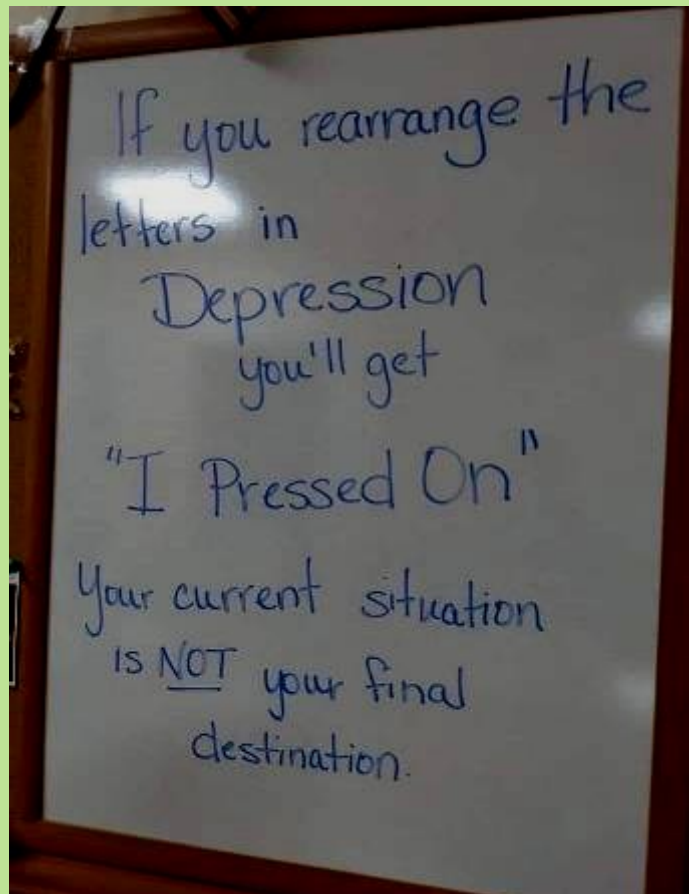 If you rearrange the
letters in
Depression
you'll get
"I Pressed On"
Your current situation
is NOT your final
destination.